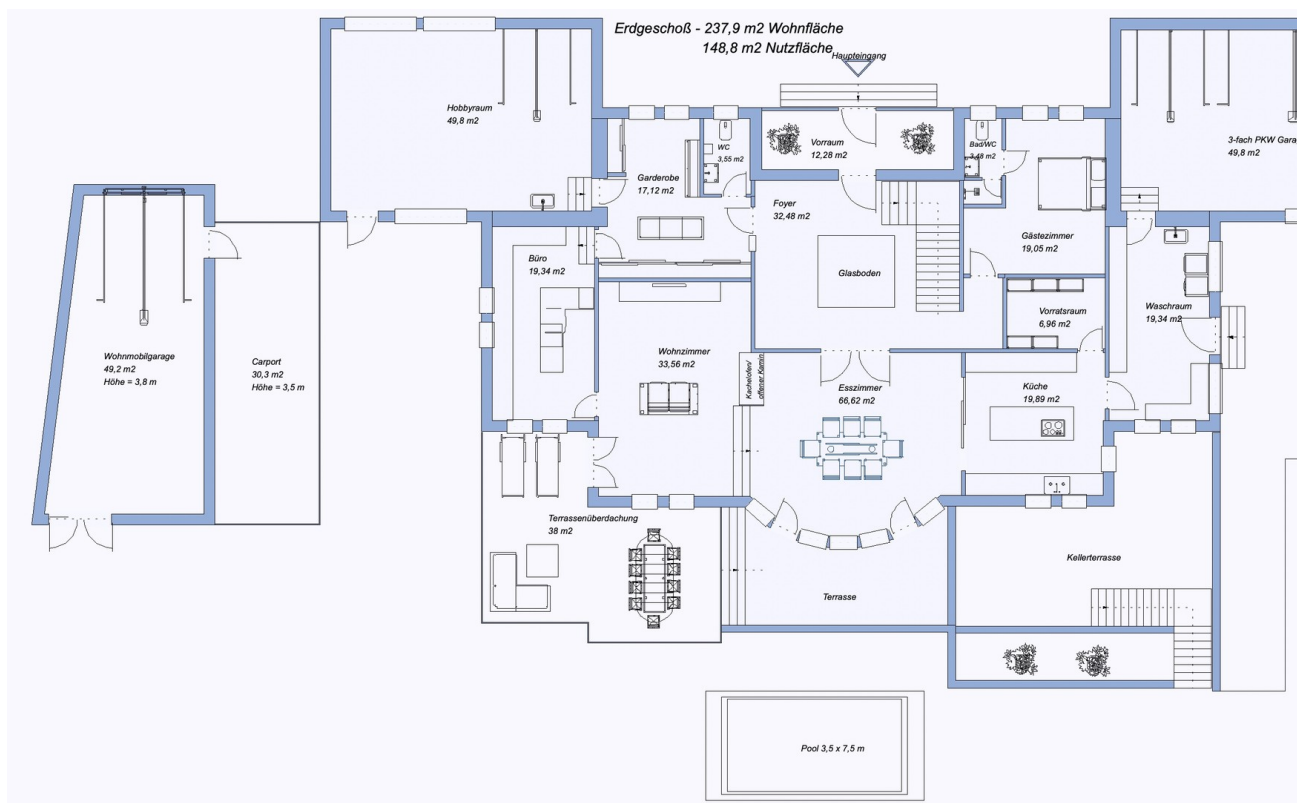 Erdgeschoß - 237,9 m2 Wohnfläche
148,8 m2 Nutzfläche
Haupteingang
Hobbyraum
49,8 m2
WC
3,55 m2
Vorraum
12,28 m2
Bad/WC
3,48 m2
3-fach PKW
49,8 m2
Garderobe
17,12 m2
Foyer
32,48 m2
Gästezimmer
19,05 m2
Büro
19,34 m2
Glasboden
Waschraum
19,34 m2
Vorratsraum
6,96 m2
Wohnmobilgarage
49,2 m2
Höhe = 3,8 m
Carport
30,3 m2
Höhe = 3,5 m
Wohnzimmer
33,56 m2
Kachelofen/
offener Kamin
Esszimmer
66,62 m2
Küche
19,89 m2
Terrassenüberdachung
38 m2
Kellerterrasse
Terrasse
Pool 3,5 x 7,5 m